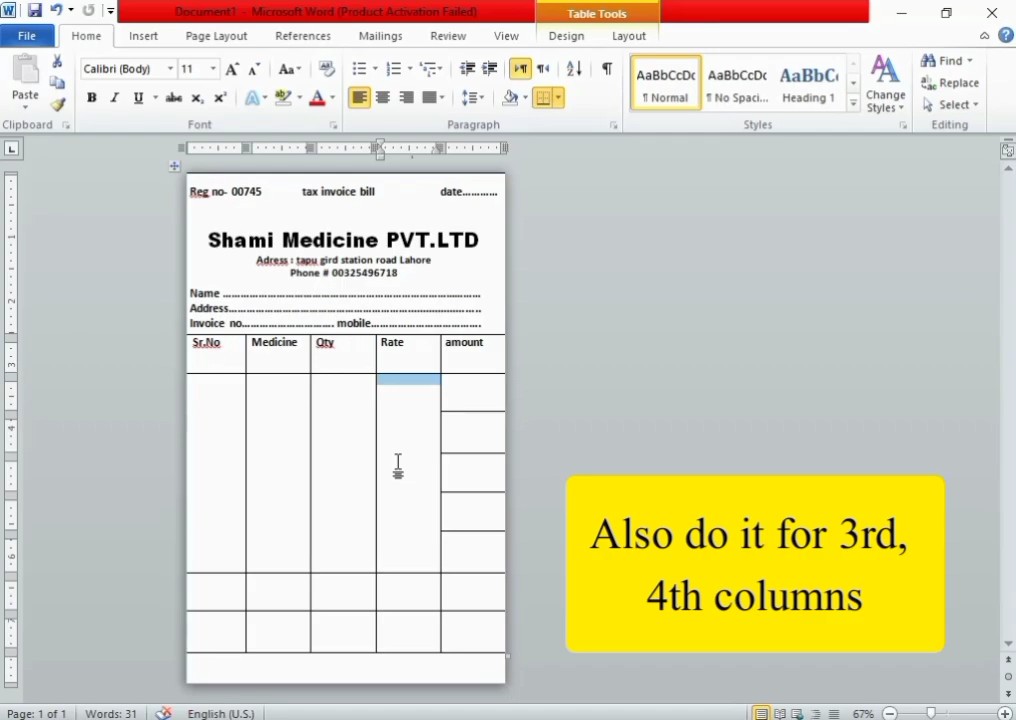 Document1 - Microsoft Word (Product Activation Failed)
Table Tools
File Home Insert Page Layout References Mailings Review View Design Layout
Paste
Calibri (Body) 11
AaBbCcDc AaBbCcDc AaBbC
¶ Normal ¶ No Spaci... Heading 1
Change Styles
Find
Replace
Select
Clipboard Font Paragraph Styles Editing
Reg no- 00745 tax invoice bill date............
Shami Medicine PVT.LTD
Adress : tapu gird station road Lahore
Phone # 00325496718
Name ................................................................................
Address..............................................................................
Invoice no............................. mobile..................................
Sr.No Medicine Qty Rate amount
Also do it for 3rd,
4th columns
Page: 1 of 1 Words: 31 English (U.S.) 67%